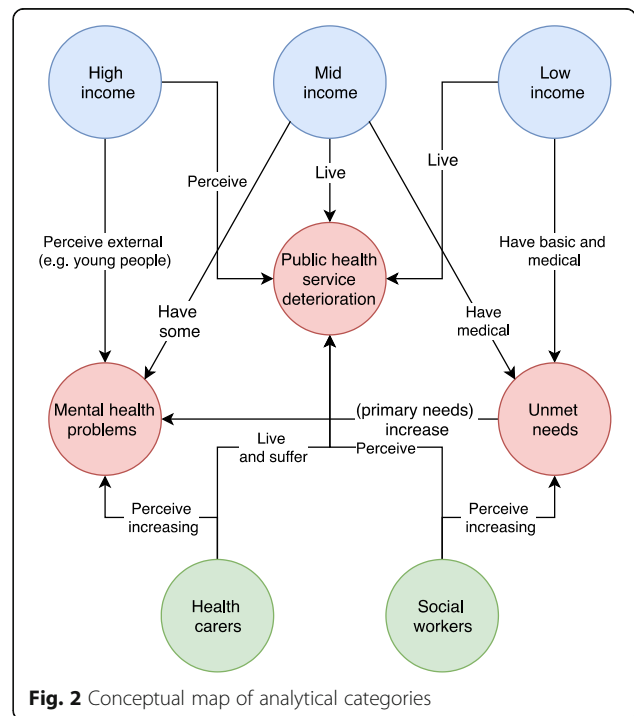 High
income
Mid
income
Low
income
Perceive
Live
Live
Perceive external
(e.g. young people)
Public health
service
deterioration
Have basic and
medical
Have
some
Have
medical
Mental health
problems
(primary needs)
increase
Unmet
needs
Live
and suffer
Perceive
Perceive
increasing
Perceive
increasing
Health
carers
Social
workers
Fig. 2 Conceptual map of analytical categories